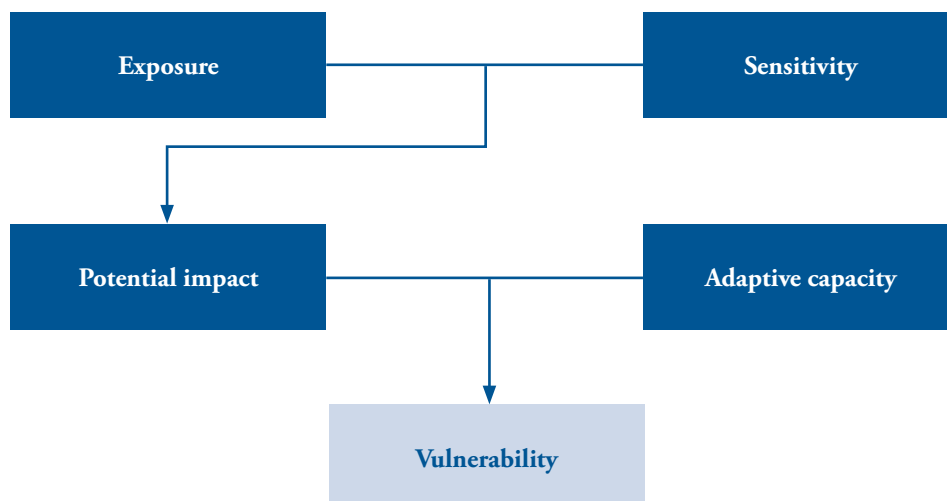 Exposure
Sensitivity
Potential impact
Adaptive capacity
Vulnerability